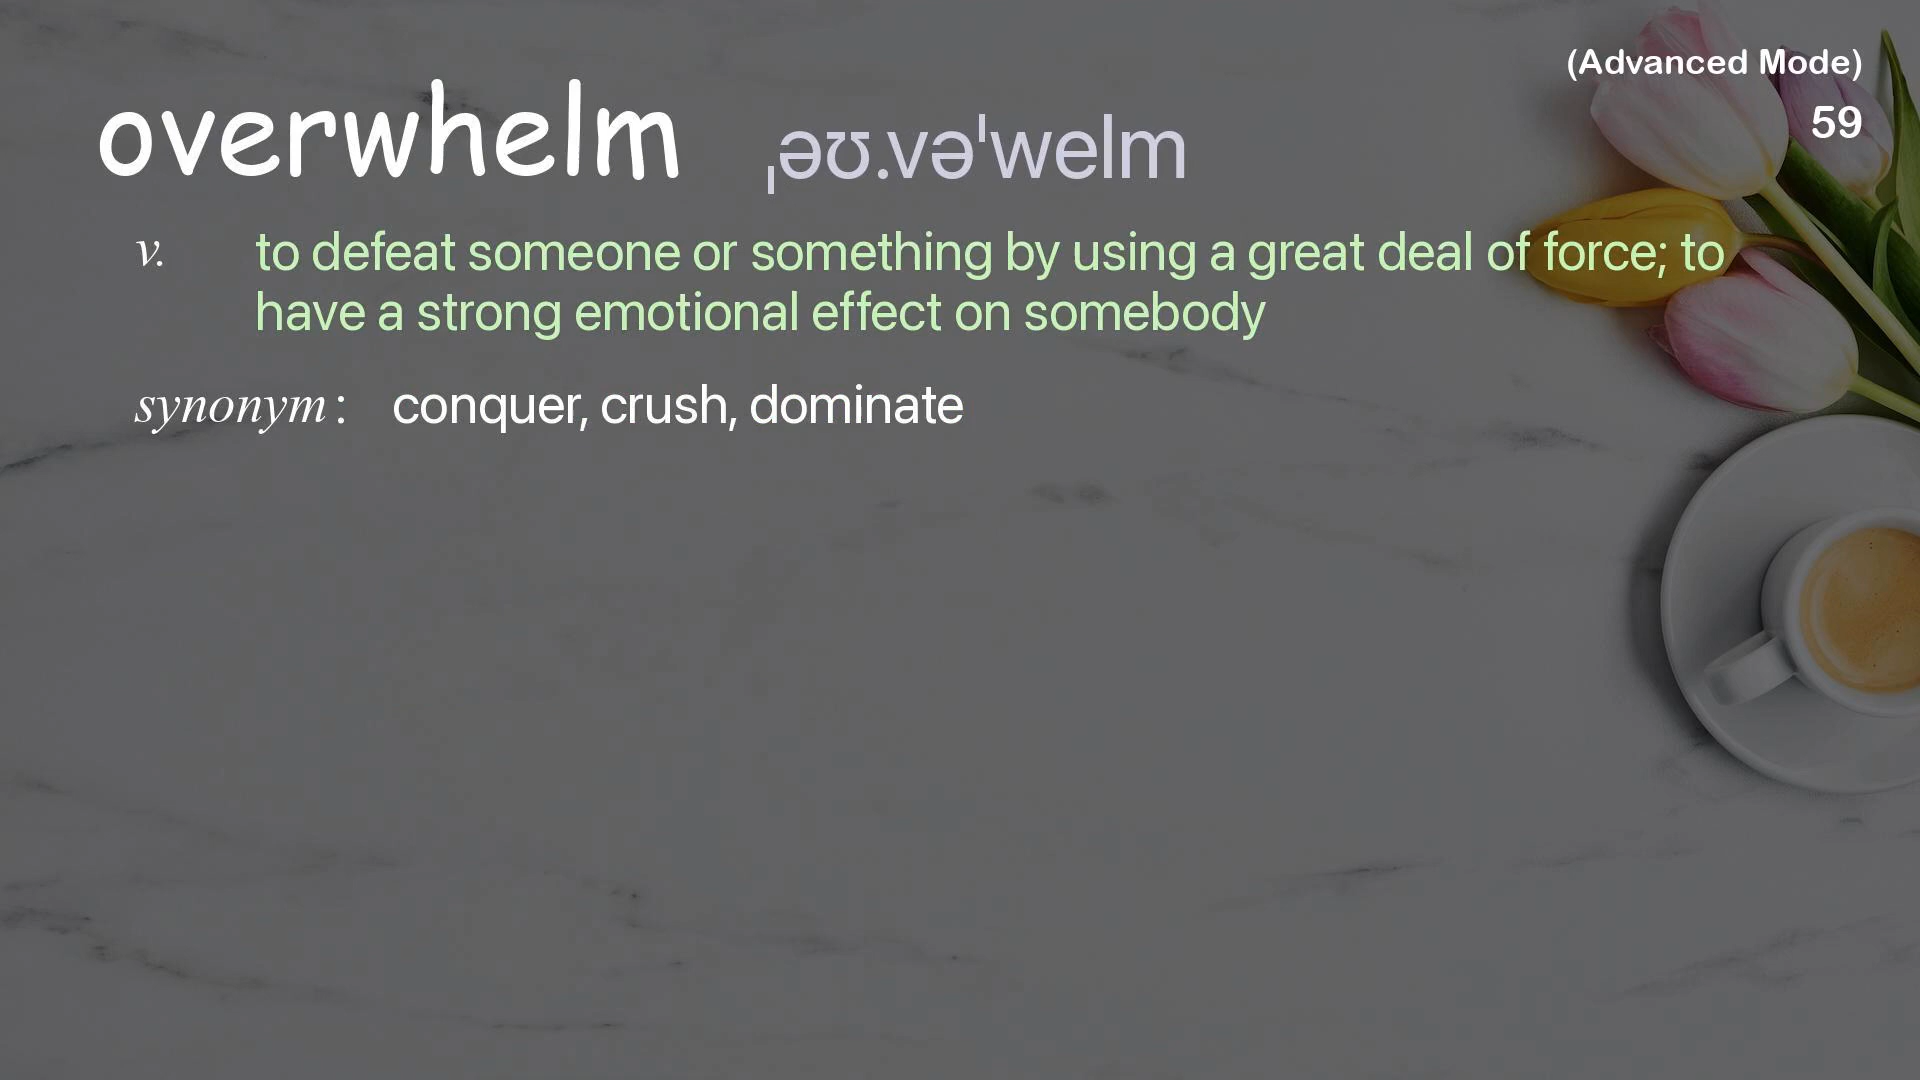 (Advanced Mode)
59
overwhelm ˌəʊ.vəˈwelm
v. to defeat someone or something by using a great deal of force; to
have a strong emotional effect on somebody
synonym: conquer, crush, dominate